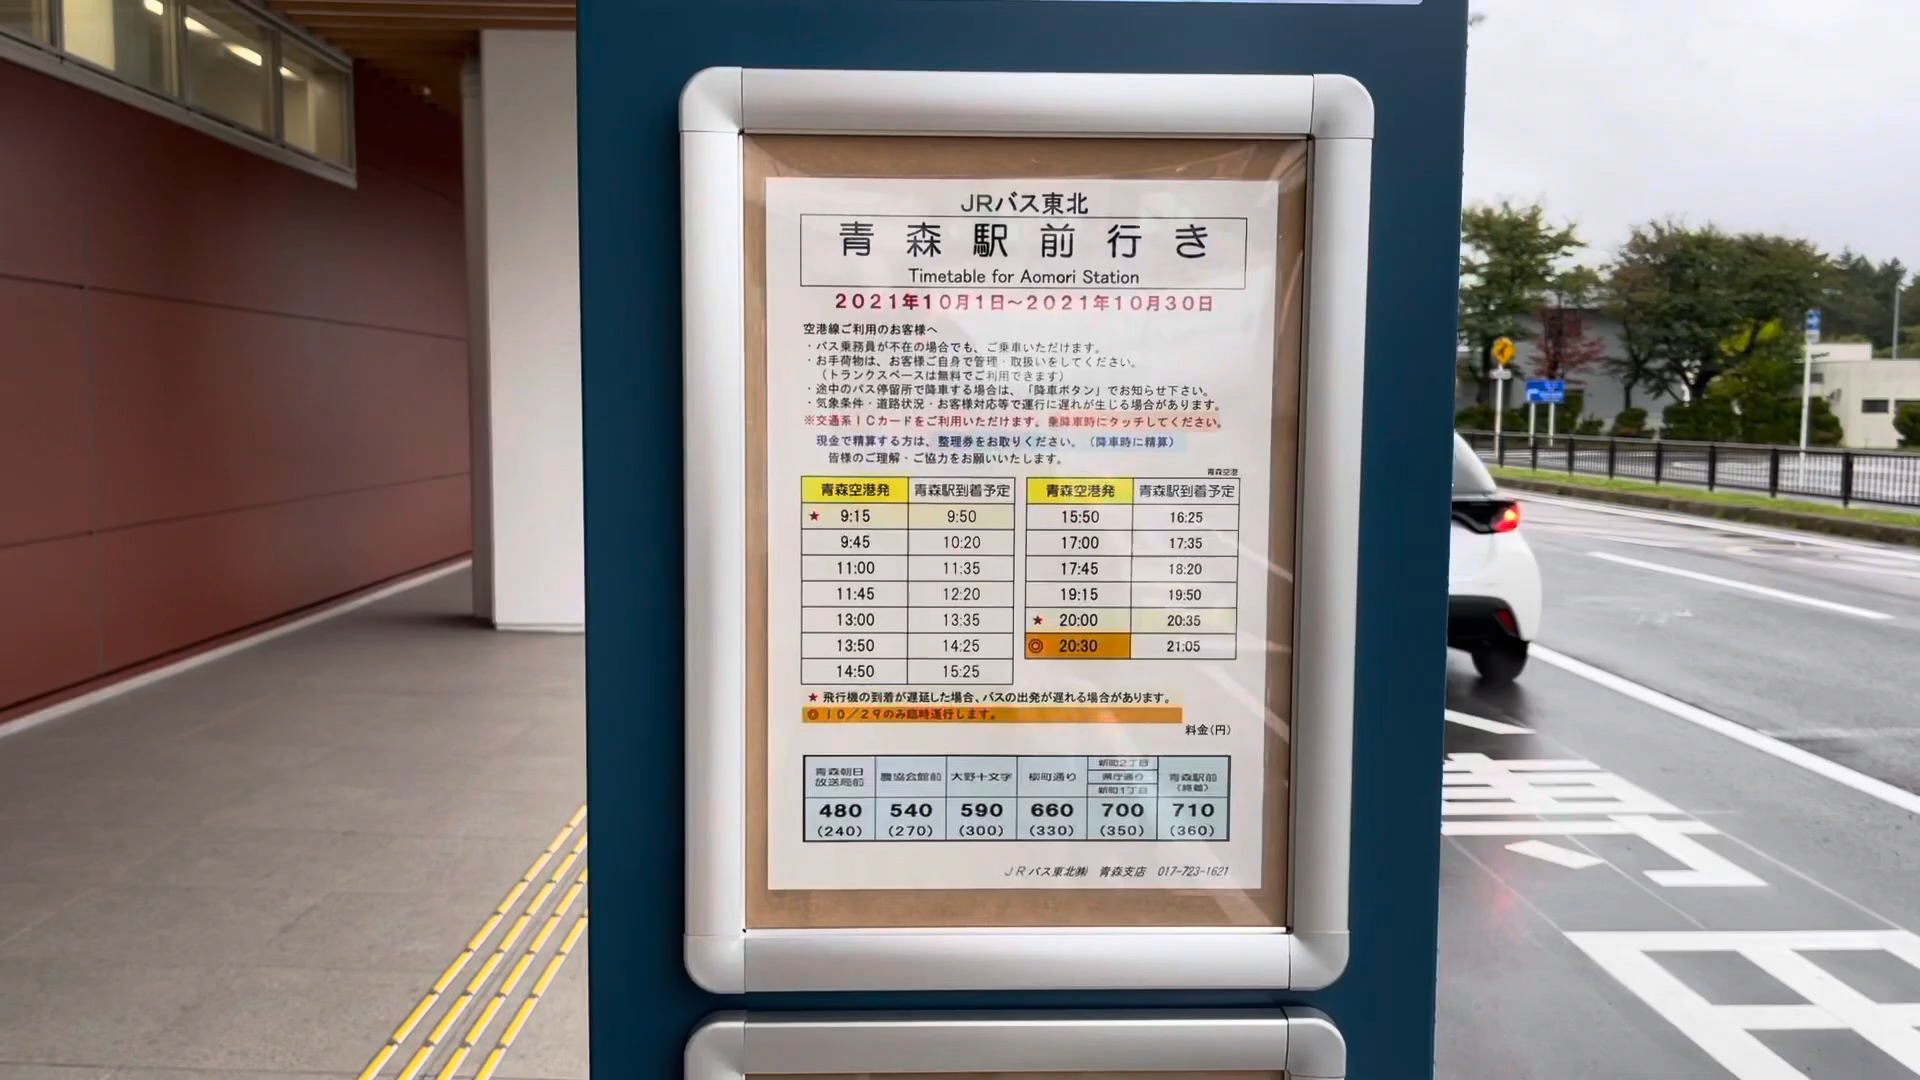 JRバス東北
青森駅前行き
Timetable for Aomori Station
2021年10月1日～2021年10月30日
空港線ご利用のお客様へ
・バス乗務員が不在の場合でも、ご乗車いただけます。
・お手荷物は、お客様ご自身で管理・取扱いをしてください。
（トランクスペースは無料でご利用できます）
・途中のバス停留所で降車する場合は、「降車ボタン」でお知らせ下さい。
・気象条件・道路状況・お客様対応等で運行に遅れが生じる場合があります。
※交通系ICカードをご利用いただけます。乗降車時にタッチしてください。
現金で精算する方は、整理券をお取りください。（降車時に精算）
皆様のご理解・ご協力をお願いいたします。
青森空港
青森空港発 青森駅到着予定 青森空港発 青森駅到着予定
★ 9:15 9:50 15:50 16:25
9:45 10:20 17:00 17:35
11:00 11:35 17:45 18:20
11:45 12:20 19:15 19:50
13:00 13:35 ★ 20:00 20:35
13:50 14:25 ◎ 20:30 21:05
14:50 15:25
★ 飛行機の到着が遅延した場合、バスの出発が遅れる場合があります。
◎ 10／29のみ臨時運行します。
料金(円)
青森朝日放送局前 農協会館前 大野十文字 柳町通り 新町2丁目 県庁通り 新町1丁目 青森駅前（終着）
480 540 590 660 700 710
(240) (270) (300) (330) (350) (360)
JRバス東北㈱ 青森支店 017-723-1621